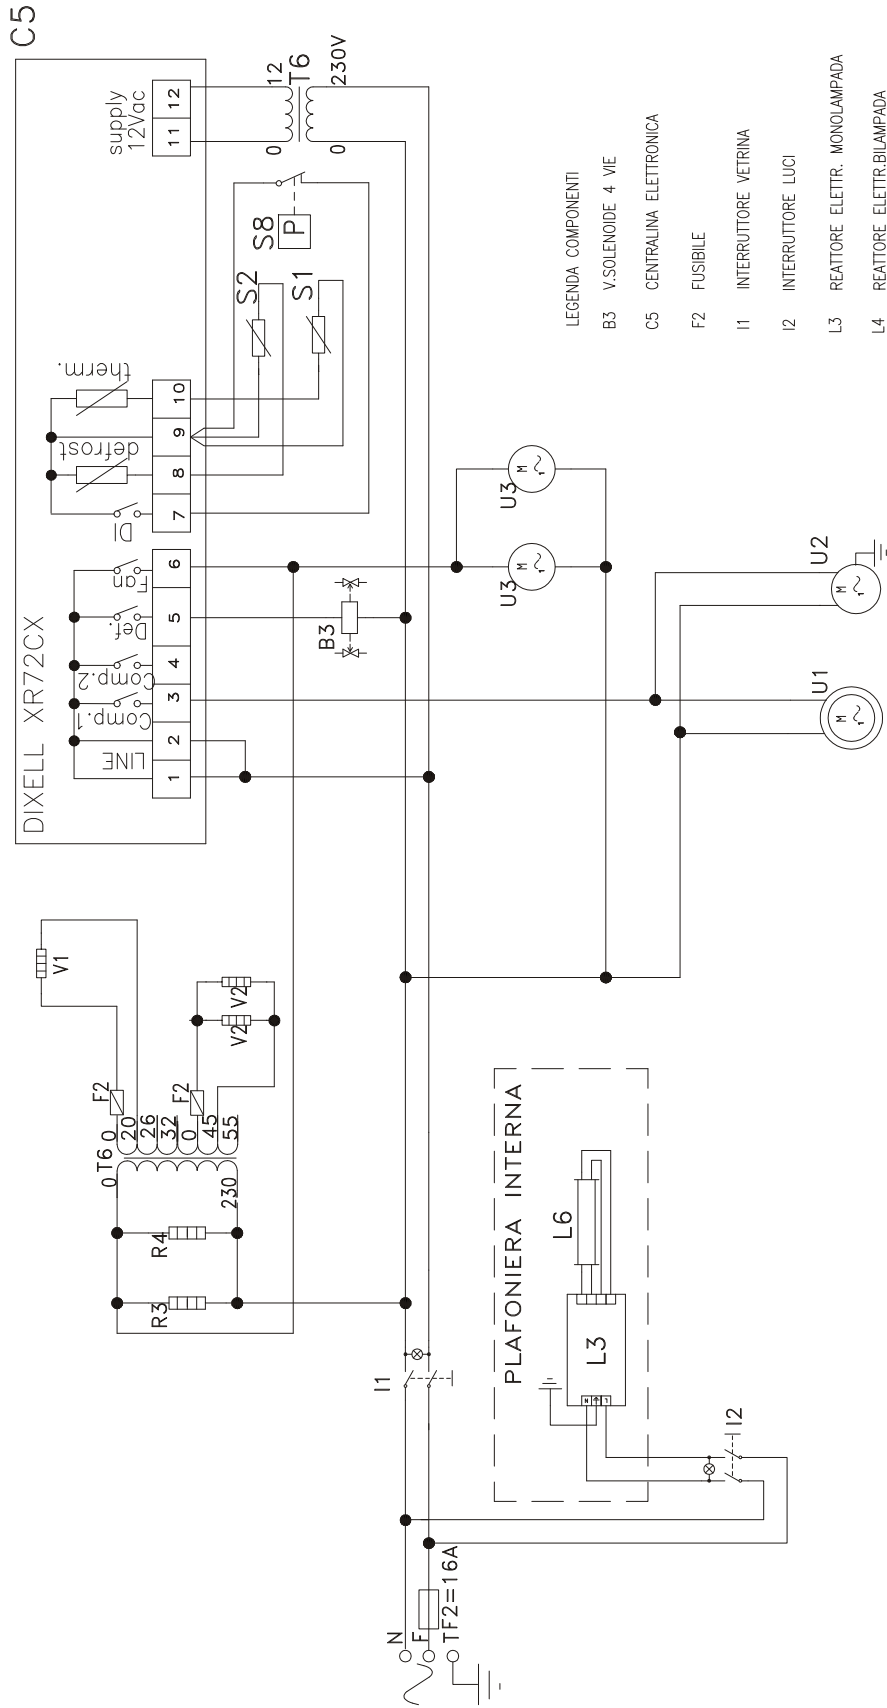 C5
DIXELL XR72CX
LINE
Comp.1
Comp.2
Def.
Fan
DI
defrost
therm.
supply
12Vac
1
2
3
4
5
6
7
8
9
10
11
12
0
12
T6
0
230V
S8
P
S2
S1
B3
V1
F2
F2
V2
V2
T6
0
20
26
32
0
45
55
0
230
R4
R3
U3
M
1
U3
M
1
U2
M
1
U1
M
1
I1
PLAFONIERA INTERNA
L6
L3
N
L
I2
N
F
T
F2=16A
LEGENDA COMPONENTI
B3 V.SOLENOIDE 4 VIE
C5 CENTRALINA ELETTRONICA
F2 FUSIBILE
I1 INTERRUTTORE VETRINA
I2 INTERRUTTORE LUCI
L3 REATTORE ELETTR. MONOLAMPADA
L4 REATTORE ELETTR.BILAMPADA